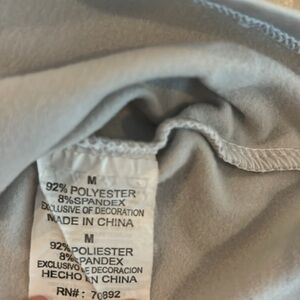 M
92% POLYESTER
8%SPANDEX
EXCLUSIVE OF DECORATION
MADE IN CHINA
M
92%POLIESTER
8%SPANDEX
EXCLUSIVO DE DECORACION
HECHO EN CHINA
RN#: 70892